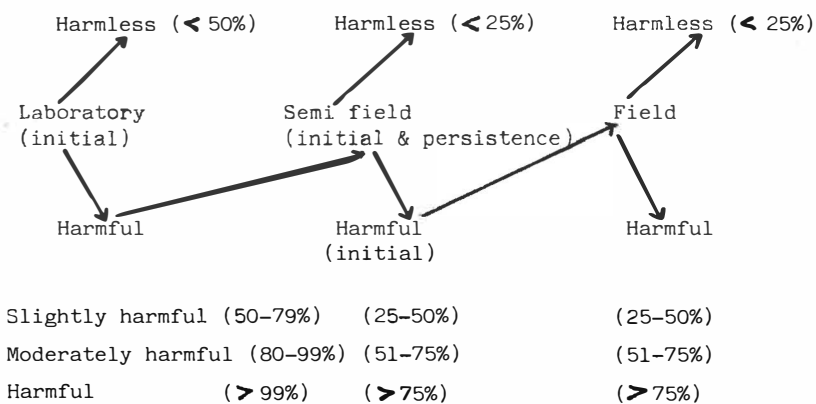 Harmless (< 50%) Harmless (< 25%) Harmless (< 25%)
Laboratory Semi field Field
(initial) (initial & persistence)
Harmful Harmful Harmful
(initial)
Slightly harmful (50-79%) (25-50%) (25-50%)
Moderately harmful (80-99%) (51-75%) (51-75%)
Harmful (> 99%) (> 75%) (> 75%)